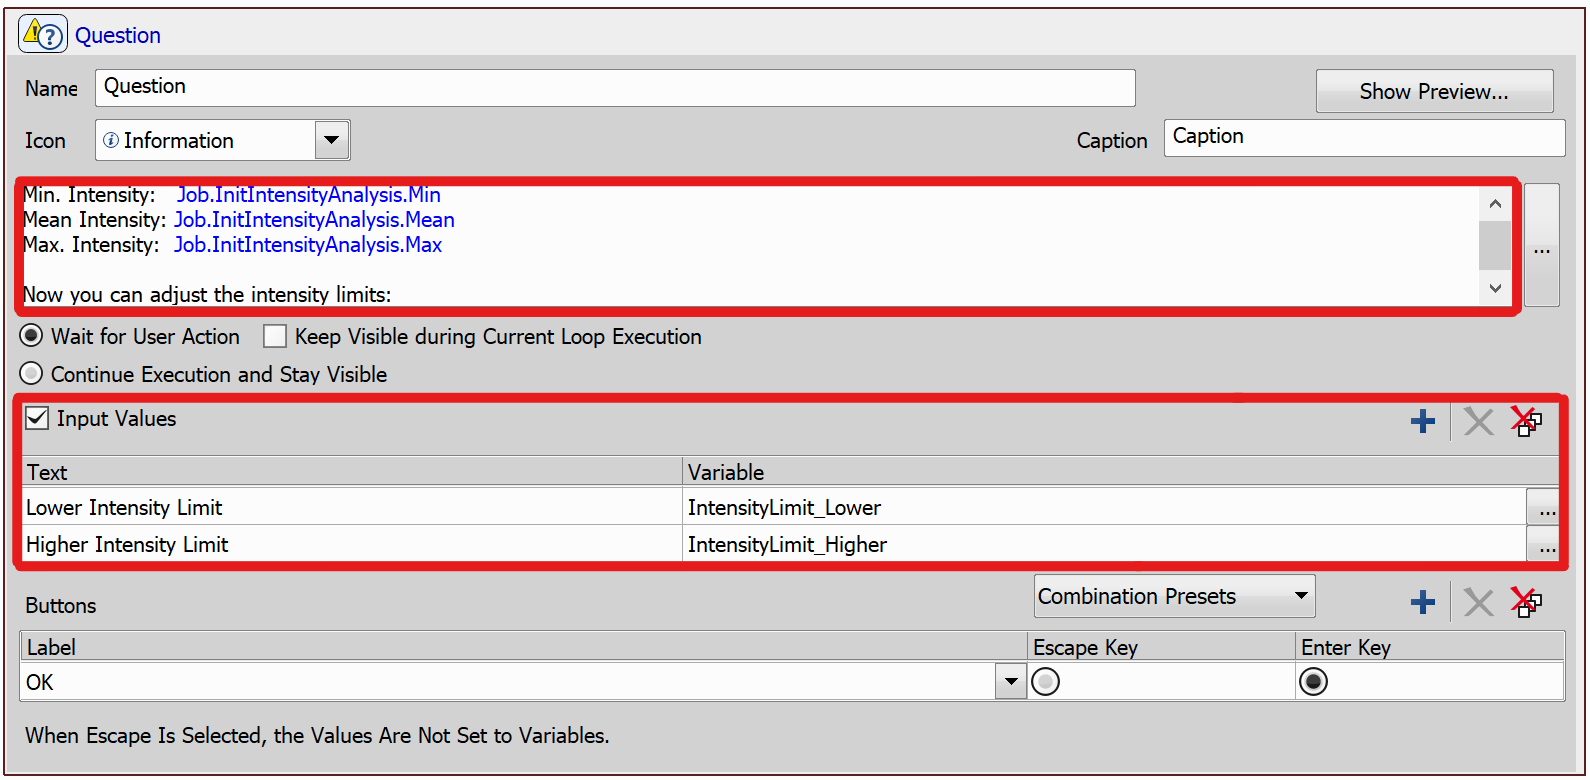 Question
Name Question Show Preview...
Icon Information Caption Caption
Min. Intensity: Job.InitIntensityAnalysis.Min
Mean Intensity: Job.InitIntensityAnalysis.Mean
Max. Intensity: Job.InitIntensityAnalysis.Max
...
Now you can adjust the intensity limits:
Wait for User Action Keep Visible during Current Loop Execution
Continue Execution and Stay Visible
Input Values
Text Variable
Lower Intensity Limit IntensityLimit_Lower ...
Higher Intensity Limit IntensityLimit_Higher ...
Buttons Combination Presets
Label Escape Key Enter Key
OK
When Escape Is Selected, the Values Are Not Set to Variables.